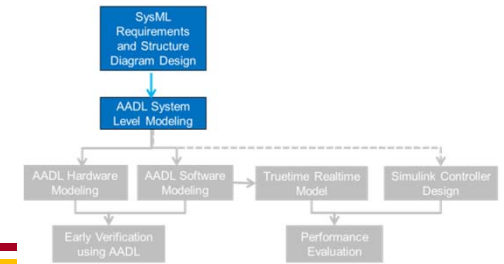 SysML
Requirements
and Structure
Diagram Design
AADL System
Level Modeling
AADL Hardware
Modeling
AADL Software
Modeling
Truetime Realtime
Model
Simulink Controller
Design
Early Verification
using AADL
Performance
Evaluation